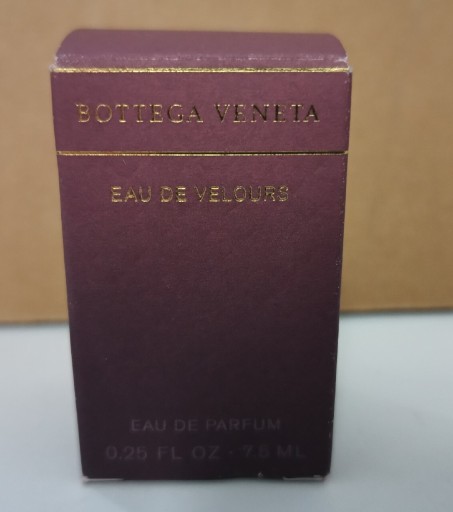 BOTTEGA VENETA
EAU DE VELOURS
EAU DE PARFUM
0.25 FL OZ · 7.5 ML